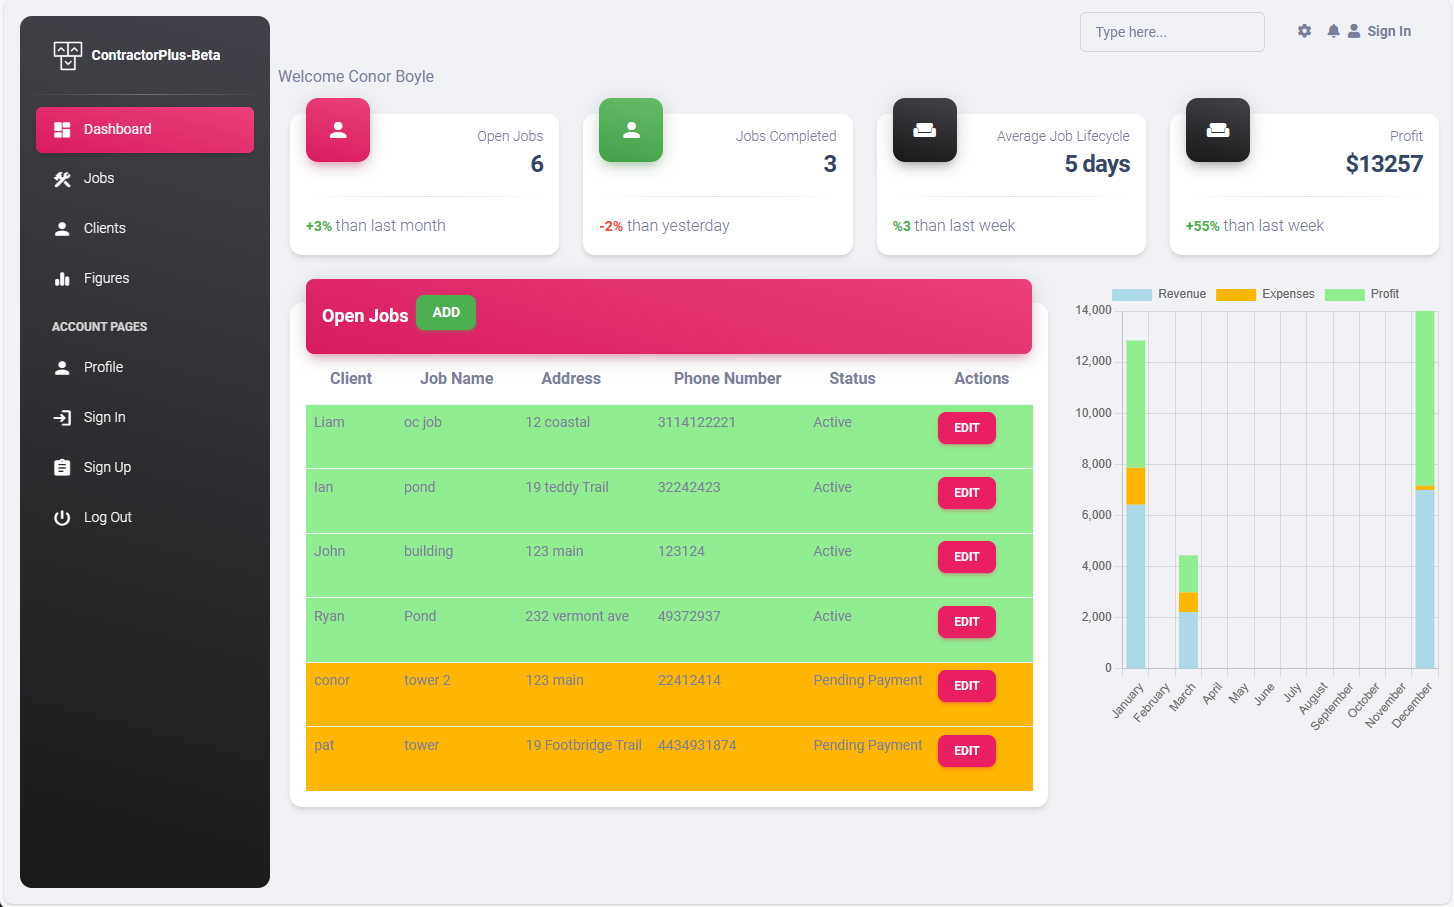 ContractorPlus-Beta
Dashboard
Jobs
Clients
Figures
ACCOUNT PAGES
Profile
Sign In
Sign Up
Log Out
Type here...
Sign In
Welcome Conor Boyle
Open Jobs
6
+3% than last month
Jobs Completed
3
-2% than yesterday
Average Job Lifecycle
5 days
%3 than last week
Profit
$13257
+55% than last week
Open Jobs ADD
Client Job Name Address Phone Number Status Actions
Liam oc job 12 coastal 3114122221 Active EDIT
Ian pond 19 teddy Trail 32242423 Active EDIT
John building 123 main 123124 Active EDIT
Ryan Pond 232 vermont ave 49372937 Active EDIT
conor tower 2 123 main 22412414 Pending Payment EDIT
pat tower 19 Footbridge Trail 4434931874 Pending Payment EDIT
Revenue Expenses Profit
14,000
12,000
10,000
8,000
6,000
4,000
2,000
0
January February March April May June July August September October November December